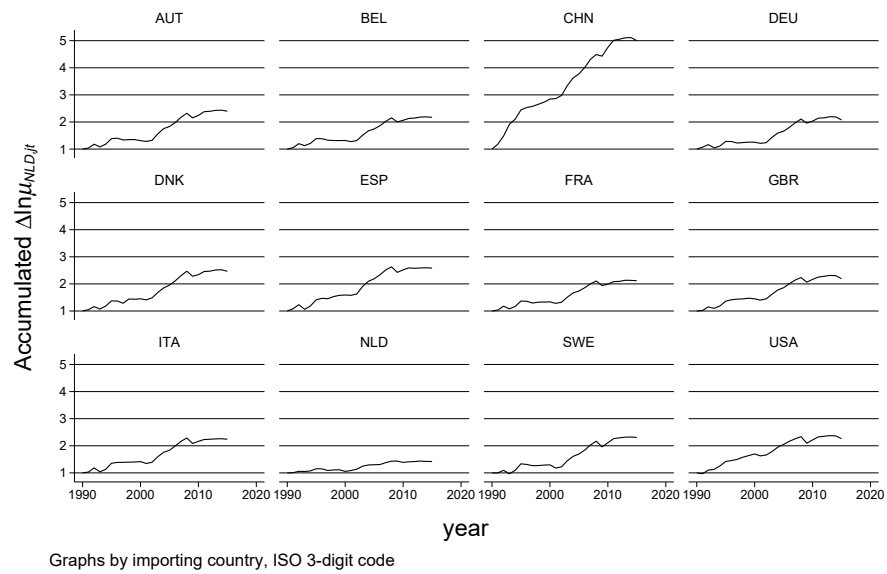 AUT BEL CHN DEU
5
4
3
2
1
DNK ESP FRA GBR
5
4
3
2
1
ITA NLD SWE USA
5
4
3
2
1
1990 2000 2010 2020 1990 2000 2010 2020 1990 2000 2010 2020 1990 2000 2010 2020
Accumulated ΔlnμNLD,jt
year
Graphs by importing country, ISO 3-digit code